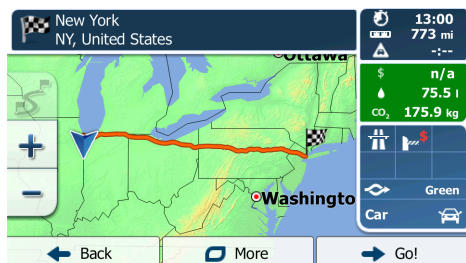 New York
NY, United States
13:00
773 mi
-:--
Ottawa
$ n/a
75.5 l
CO₂ 175.9 kg
$
Washingto
Green
Car
Back
More
Go!